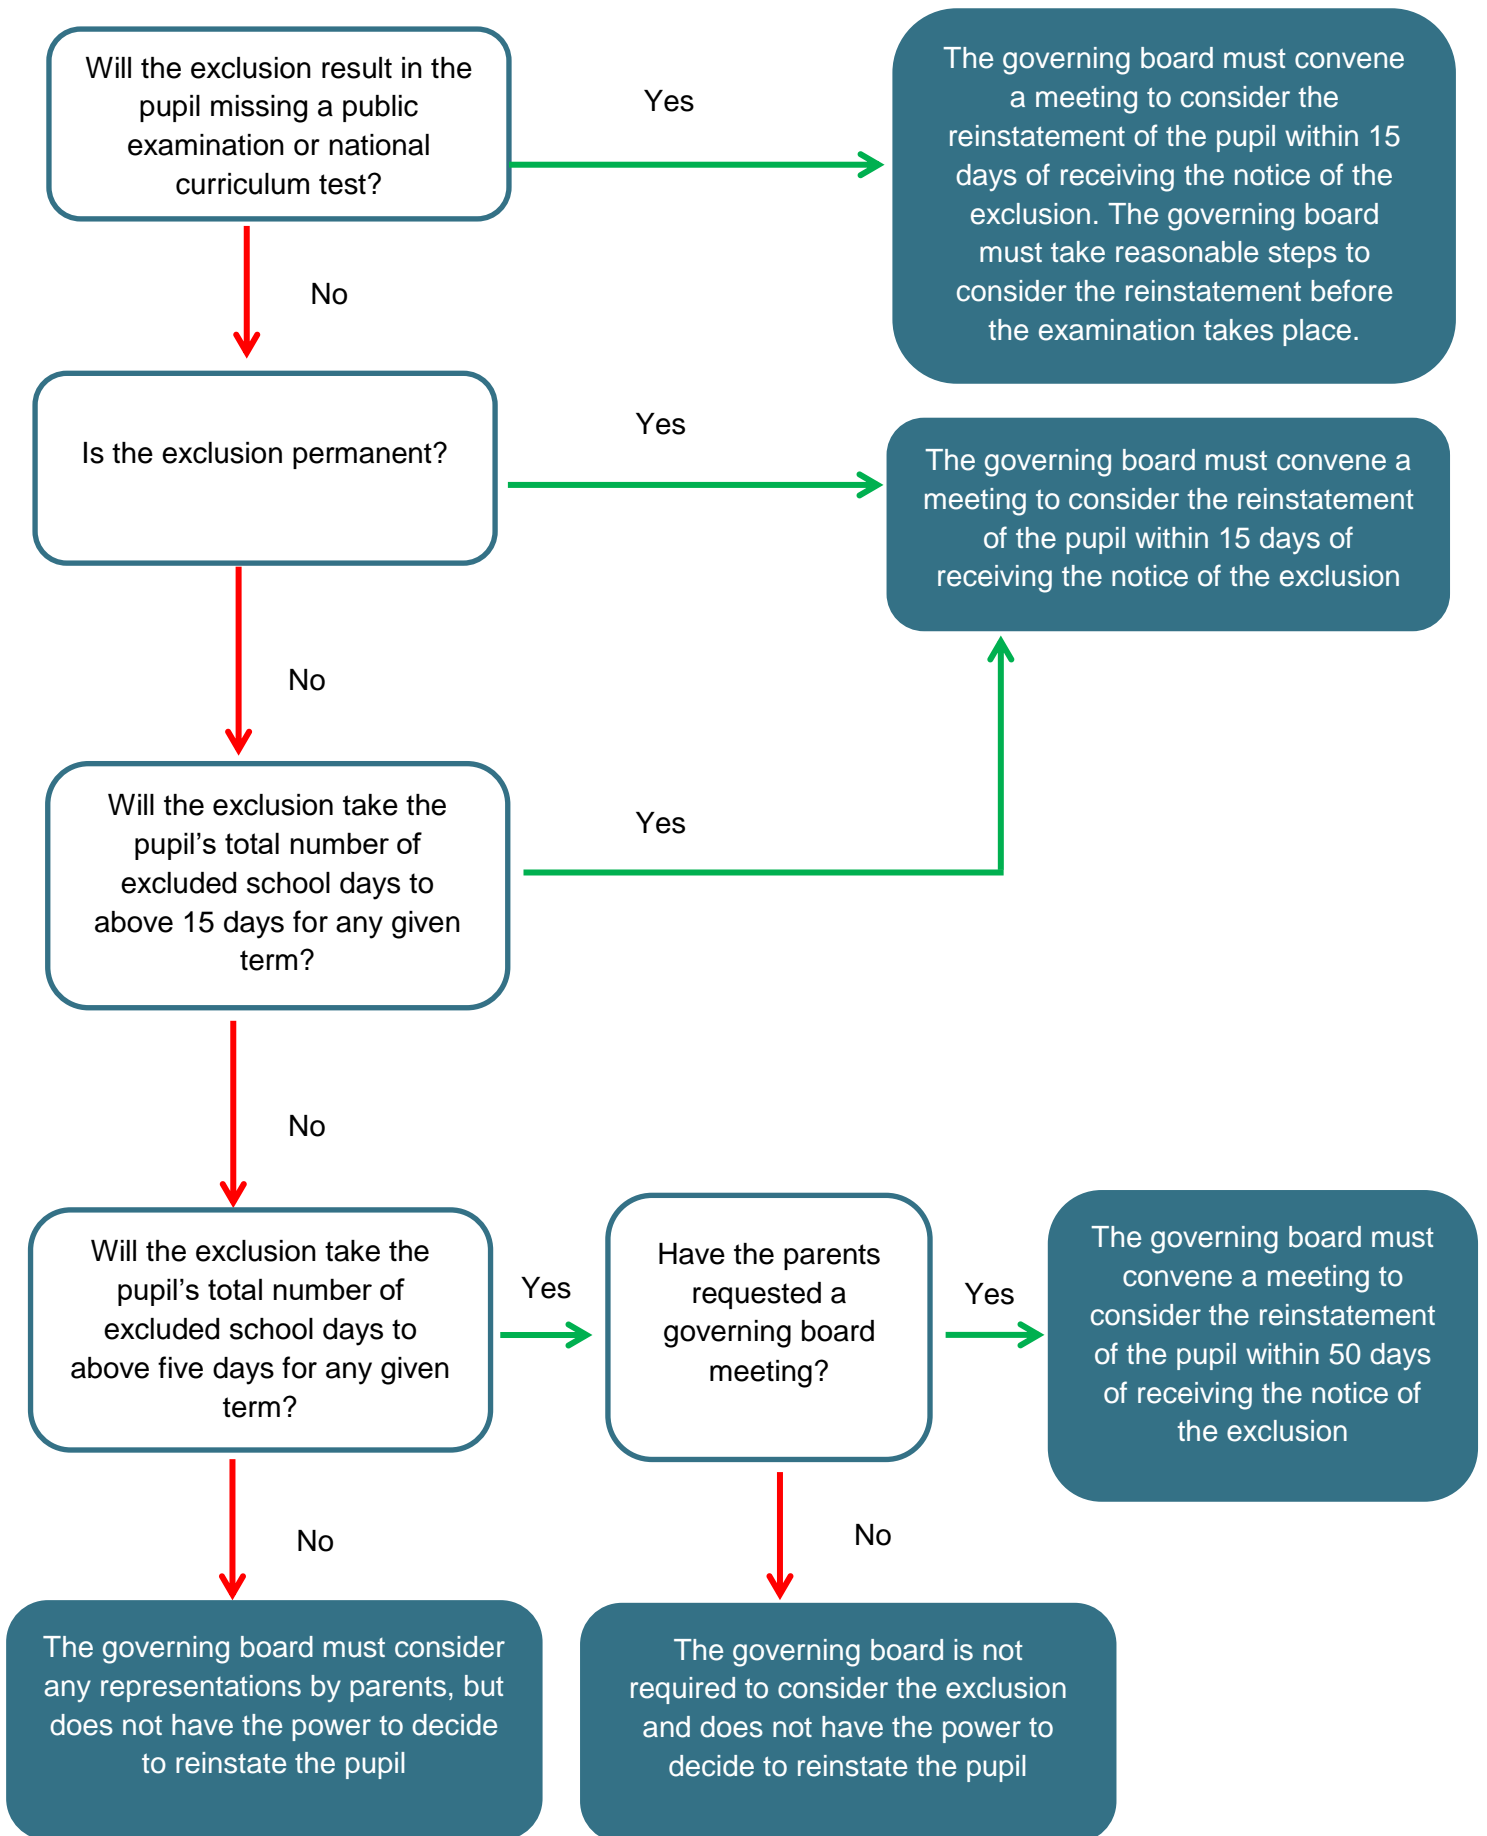 Will the exclusion result in the
pupil missing a public
examination or national
curriculum test?
Yes
The governing board must convene
a meeting to consider the
reinstatement of the pupil within 15
days of receiving the notice of the
exclusion. The governing board
must take reasonable steps to
consider the reinstatement before
the examination takes place.
No
Is the exclusion permanent?
Yes
The governing board must convene a
meeting to consider the reinstatement
of the pupil within 15 days of
receiving the notice of the exclusion
No
Will the exclusion take the
pupil’s total number of
excluded school days to
above 15 days for any given
term?
Yes
No
Will the exclusion take the
pupil’s total number of
excluded school days to
above five days for any given
term?
Yes
Have the parents
requested a
governing board
meeting?
Yes
The governing board must
convene a meeting to
consider the reinstatement
of the pupil within 50 days
of receiving the notice of
the exclusion
No
No
The governing board must consider
any representations by parents, but
does not have the power to decide
to reinstate the pupil
The governing board is not
required to consider the exclusion
and does not have the power to
decide to reinstate the pupil